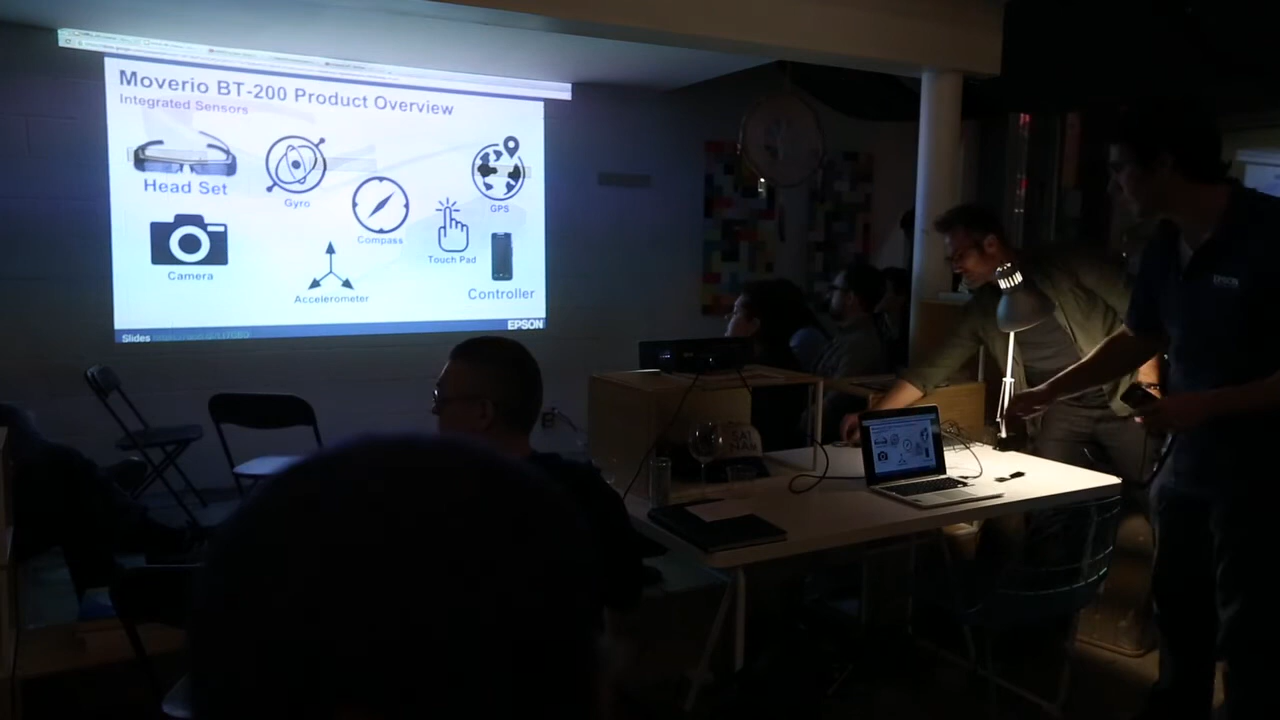 Moverio BT-200 Product Overview
Integrated Sensors
Head Set
Gyro
GPS
Compass
Touch Pad
Camera
Accelerometer
Controller
Slides
EPSON
EPSON